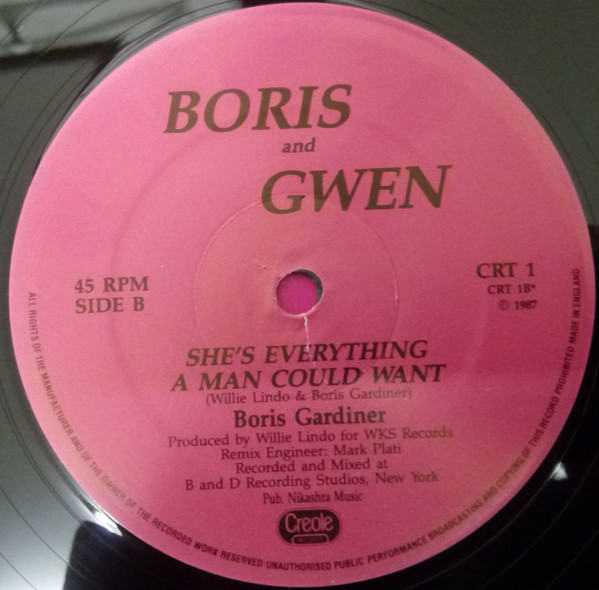 BORIS
and
GWEN
45 RPM
SIDE B
CRT 1
CRT 1B*
℗ 1987
SHE'S EVERYTHING
A MAN COULD WANT
(Willie Lindo & Boris Gardiner)
Boris Gardiner
Produced by Willie Lindo for WKS Records
Remix Engineer: Mark Plati
Recorded and Mixed at
B and D Recording Studios, New York
Pub. Nikashra Music
Creole
RECORDS
ALL RIGHTS OF THE MANUFACTURER AND OF THE OWNER OF THE RECORDED WORK RESERVED UNAUTHORISED PUBLIC PERFORMANCE BROADCASTING AND COPYING OF THIS RECORD PROHIBITED MADE IN ENGLAND